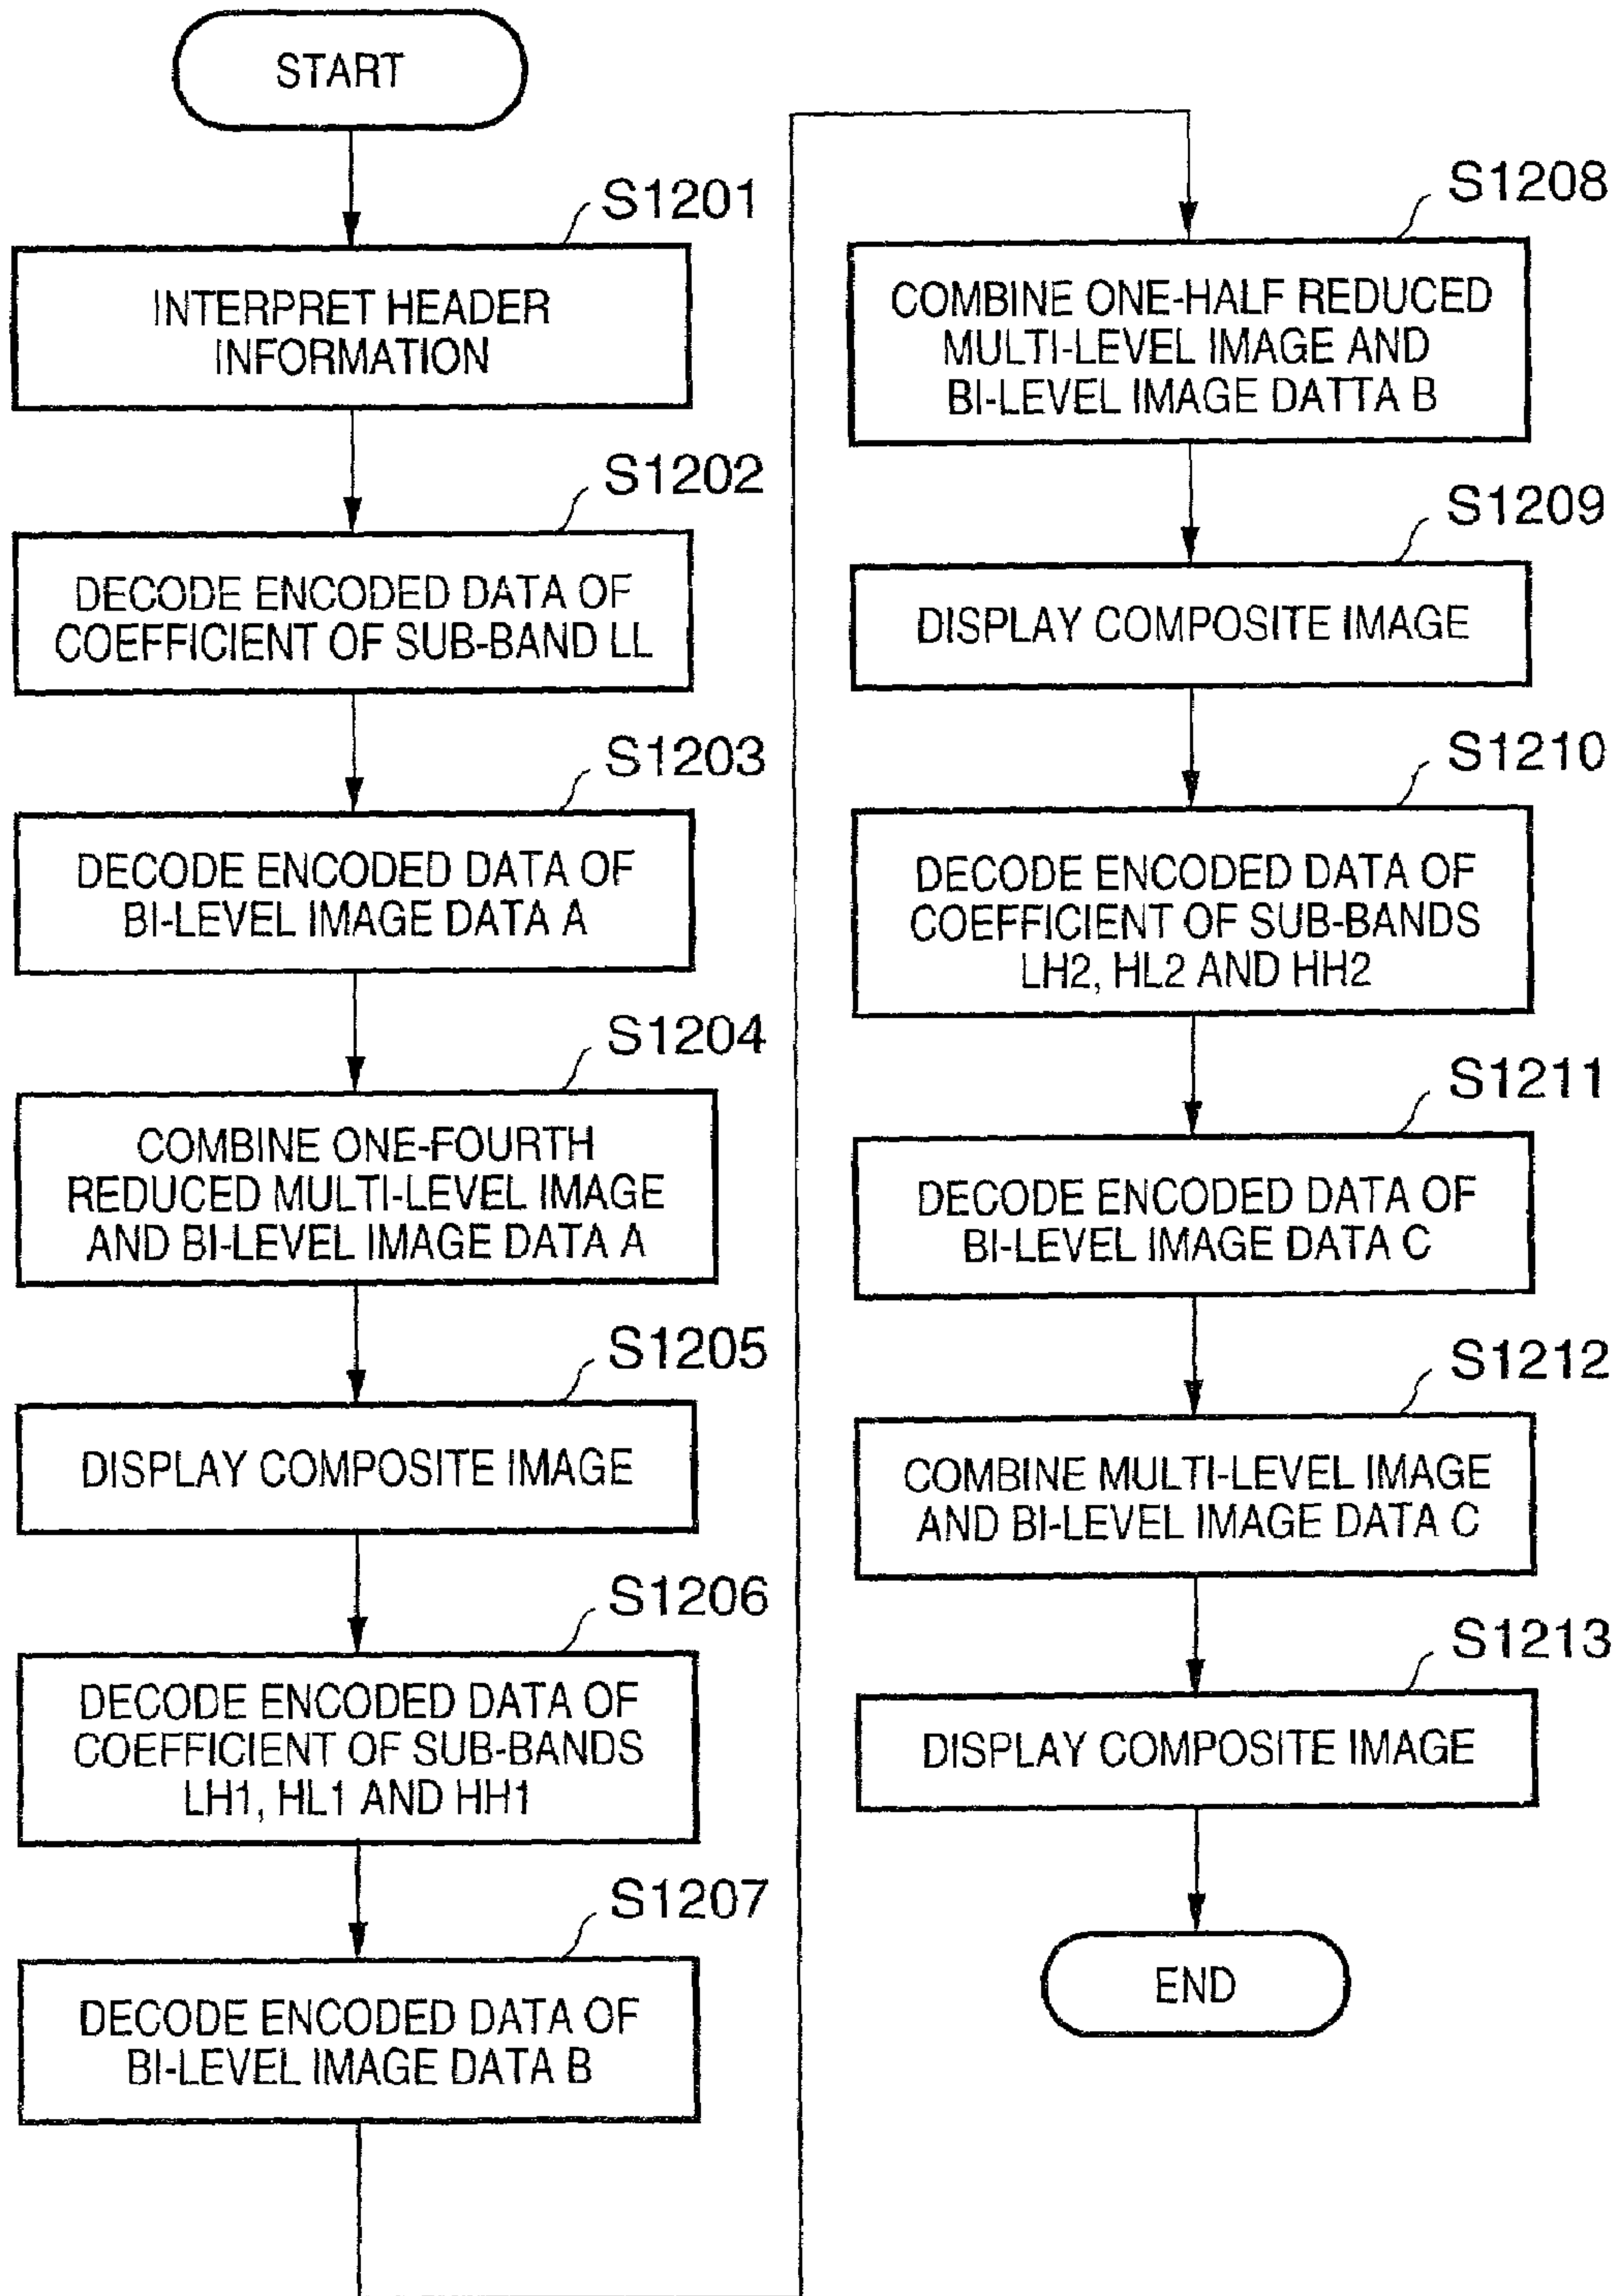 START
S1201
INTERPRET HEADER
INFORMATION
S1202
DECODE ENCODED DATA OF
COEFFICIENT OF SUB-BAND LL
S1203
DECODE ENCODED DATA OF
BI-LEVEL IMAGE DATA A
S1204
COMBINE ONE-FOURTH
REDUCED MULTI-LEVEL IMAGE
AND BI-LEVEL IMAGE DATA A
S1205
DISPLAY COMPOSITE IMAGE
S1206
DECODE ENCODED DATA OF
COEFFICIENT OF SUB-BANDS
LH1, HL1 AND HH1
S1207
DECODE ENCODED DATA OF
BI-LEVEL IMAGE DATA B
S1208
COMBINE ONE-HALF REDUCED
MULTI-LEVEL IMAGE AND
BI-LEVEL IMAGE DATTA B
S1209
DISPLAY COMPOSITE IMAGE
S1210
DECODE ENCODED DATA OF
COEFFICIENT OF SUB-BANDS
LH2, HL2 AND HH2
S1211
DECODE ENCODED DATA OF
BI-LEVEL IMAGE DATA C
S1212
COMBINE MULTI-LEVEL IMAGE
AND BI-LEVEL IMAGE DATA C
S1213
DISPLAY COMPOSITE IMAGE
END